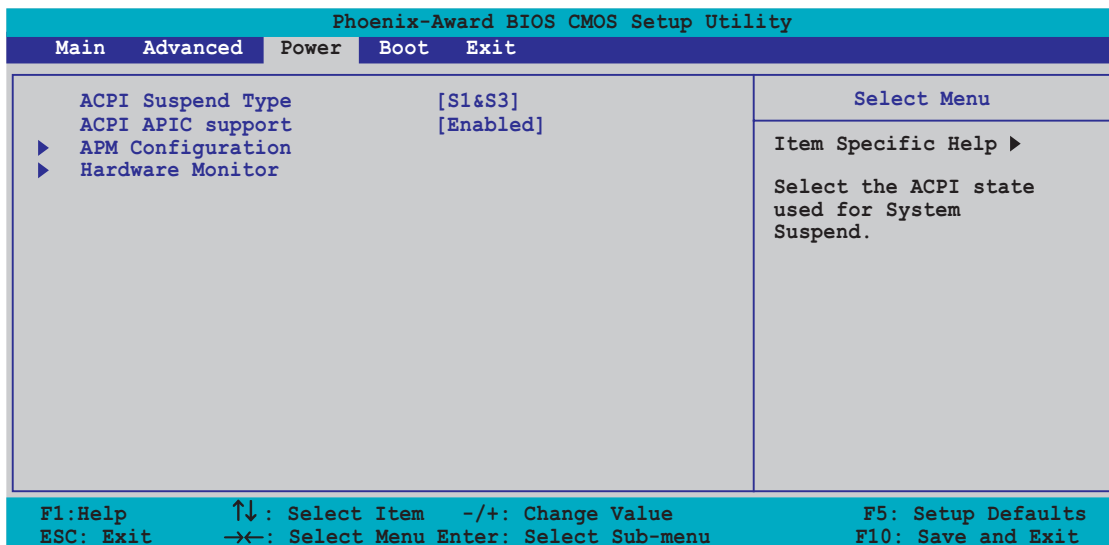 Phoenix-Award BIOS CMOS Setup Utility
Main Advanced Power Boot Exit
ACPI Suspend Type [S1&S3]
ACPI APIC support [Enabled]
APM Configuration
Hardware Monitor
Select Menu
Item Specific Help
Select the ACPI state
used for System
Suspend.
F1:Help ↑↓ : Select Item -/+: Change Value F5: Setup Defaults
ESC: Exit →←: Select Menu Enter: Select Sub-menu F10: Save and Exit